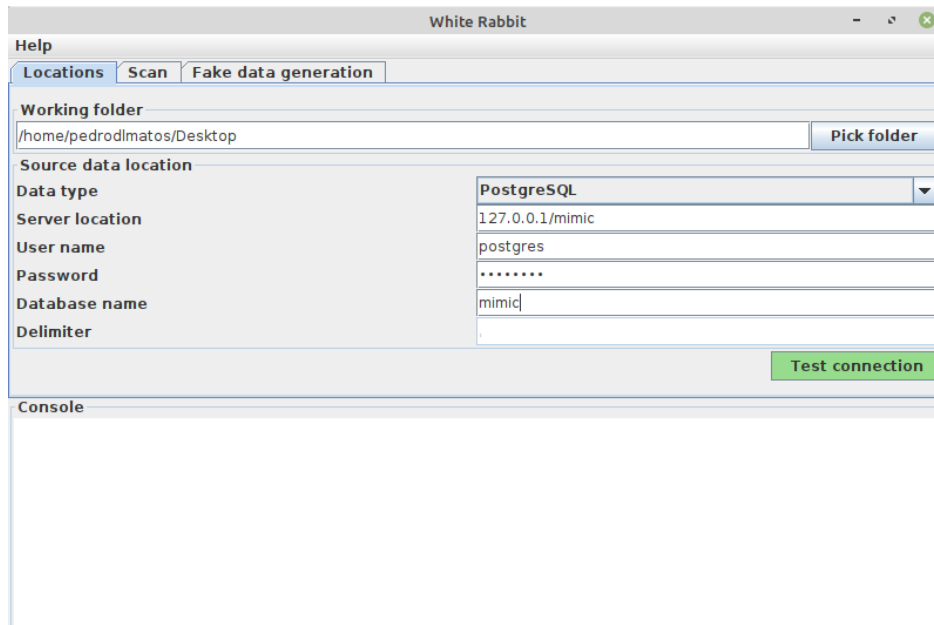 White Rabbit
Help
Locations Scan Fake data generation
Working folder
/home/pedrodlmatos/Desktop Pick folder
Source data location
Data type PostgreSQL
Server location 127.0.0.1/mimic
User name postgres
Password ••••••••
Database name mimic
Delimiter ,
Test connection
Console